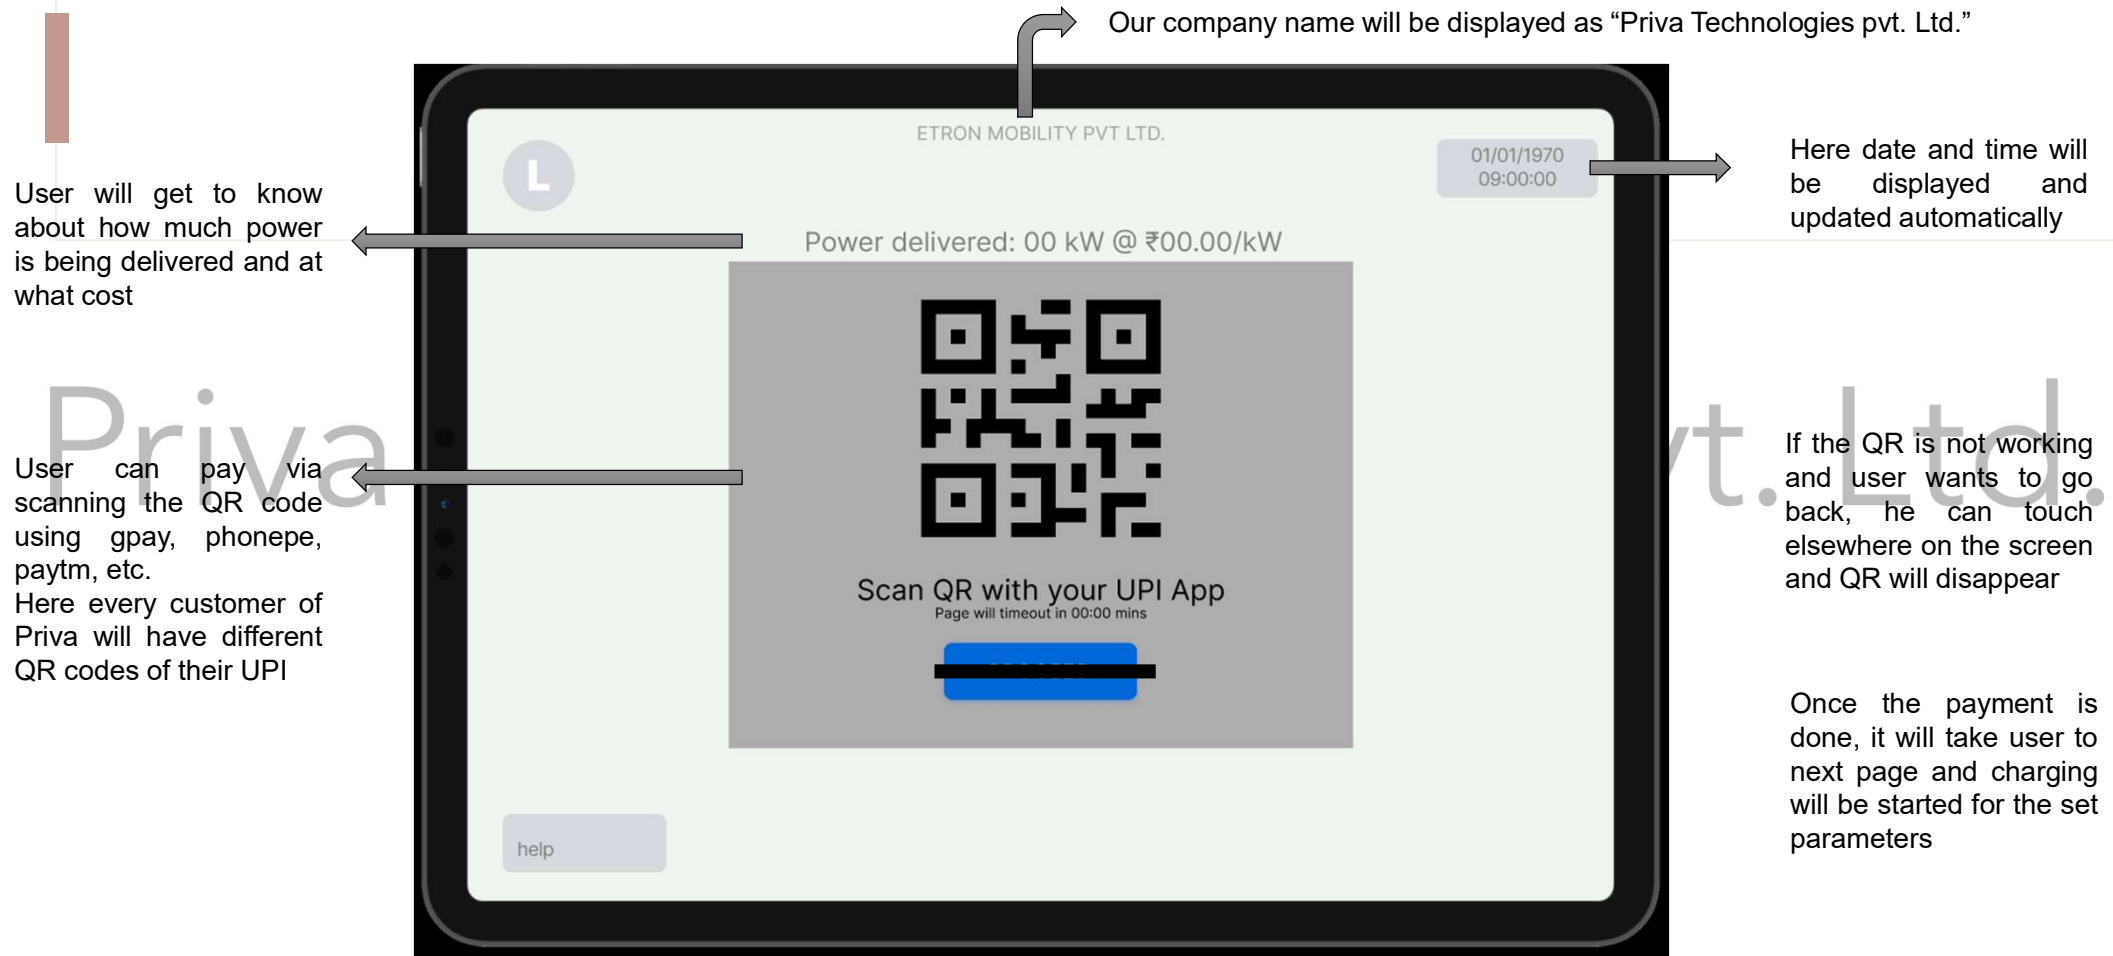 Our company name will be displayed as “Priva Technologies pvt. Ltd.”
ETRON MOBILITY PVT LTD.
L
01/01/1970
09:00:00
Here date and time will
be displayed and
updated automatically
User will get to know
about how much power
is being delivered and at
what cost
Power delivered: 00 kW @ ₹00.00/kW
Priva
vt. Ltd.
User can pay via
scanning the QR code
using gpay, phonepe,
paytm, etc.
Here every customer of
Priva will have different
QR codes of their UPI
If the QR is not working
and user wants to go
back, he can touch
elsewhere on the screen
and QR will disappear
Scan QR with your UPI App
Page will timeout in 00:00 mins
Once the payment is
done, it will take user to
next page and charging
will be started for the set
parameters
help